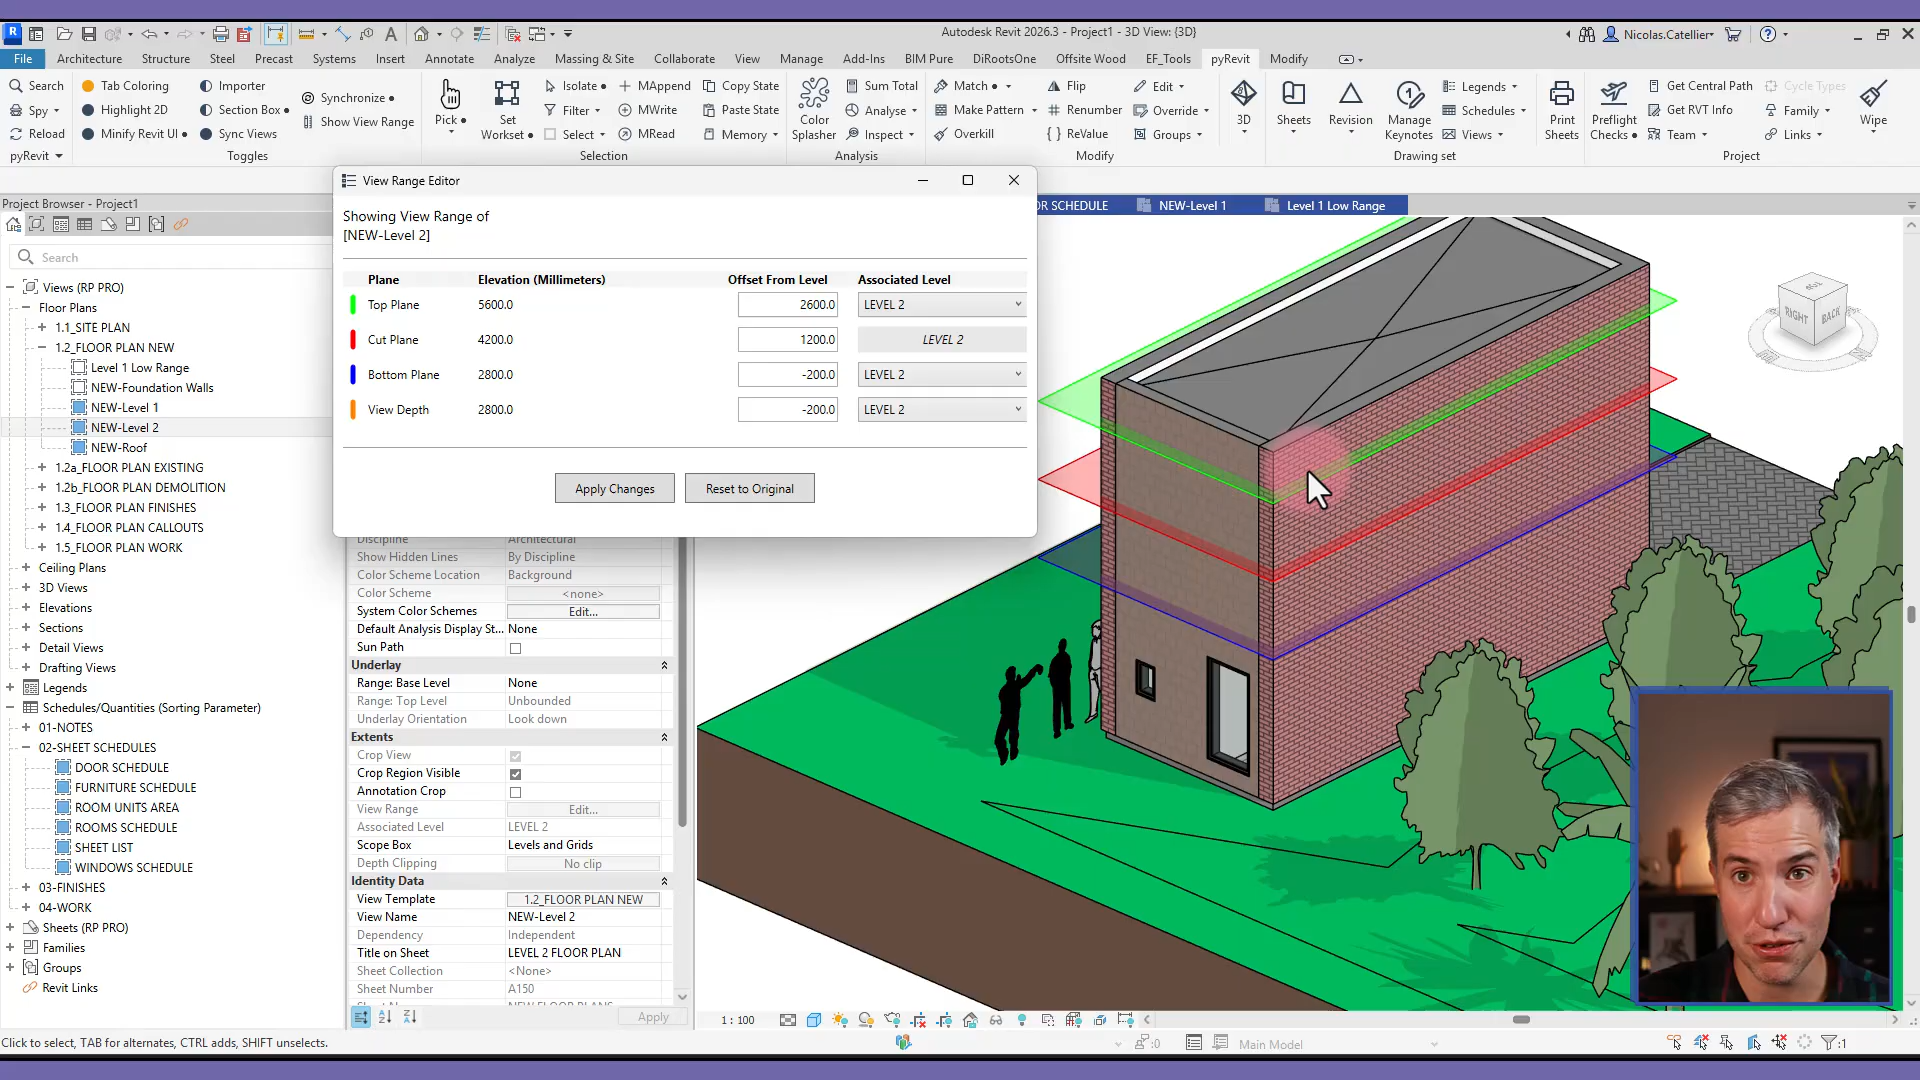 Autodesk Revit 2026.3 - Project1 - 3D View: {3D}
Nicolas.Catellier
File Architecture Structure Steel Precast Systems Insert Annotate Analyze Massing & Site Collaborate View Manage Add-Ins BIM Pure DiRootsOne Offsite Wood EF_Tools pyRevit Modify
Search
Spy
Reload
pyRevit
Tab Coloring
Highlight 2D
Minify Revit UI
Importer
Section Box
Sync Views
Synchronize
Show View Range
Toggles
Pick
Set Workset
Isolate
Filter
Select
MAppend
MWrite
MRead
Copy State
Paste State
Memory
Selection
Color Splasher
Sum Total
Analyse
Inspect
Analysis
Match
Make Pattern
Overkill
Flip
Renumber
ReValue
Edit
Override
Groups
Modify
3D
Sheets
Revision
Manage Keynotes
Legends
Schedules
Views
Drawing set
Print Sheets
Preflight Checks
Get Central Path
Get RVT Info
Team
Cycle Types
Family
Links
Project
Wipe
Project Browser - Project1
Search
Views (RP PRO)
Floor Plans
1.1_SITE PLAN
1.2_FLOOR PLAN NEW
Level 1 Low Range
NEW-Foundation Walls
NEW-Level 1
NEW-Level 2
NEW-Roof
1.2a_FLOOR PLAN EXISTING
1.2b_FLOOR PLAN DEMOLITION
1.3_FLOOR PLAN FINISHES
1.4_FLOOR PLAN CALLOUTS
1.5_FLOOR PLAN WORK
Ceiling Plans
3D Views
Elevations
Sections
Detail Views
Drafting Views
Legends
Schedules/Quantities (Sorting Parameter)
01-NOTES
02-SHEET SCHEDULES
DOOR SCHEDULE
FURNITURE SCHEDULE
ROOM UNITS AREA
ROOMS SCHEDULE
SHEET LIST
WINDOWS SCHEDULE
03-FINISHES
04-WORK
Sheets (RP PRO)
Families
Groups
Revit Links
View Range Editor
Showing View Range of
[NEW-Level 2]
Plane Elevation (Millimeters) Offset From Level Associated Level
Top Plane 5600.0 2600.0 LEVEL 2
Cut Plane 4200.0 1200.0 LEVEL 2
Bottom Plane 2800.0 -200.0 LEVEL 2
View Depth 2800.0 -200.0 LEVEL 2
Apply Changes Reset to Original
Discipline Architectural
Show Hidden Lines By Discipline
Color Scheme Location Background
Color Scheme <none>
System Color Schemes Edit...
Default Analysis Display St... None
Sun Path
Underlay
Range: Base Level None
Range: Top Level Unbounded
Underlay Orientation Look down
Extents
Crop View
Crop Region Visible
Annotation Crop
View Range Edit...
Associated Level LEVEL 2
Scope Box Levels and Grids
Depth Clipping No clip
Identity Data
View Template 1.2_FLOOR PLAN NEW
View Name NEW-Level 2
Dependency Independent
Title on Sheet LEVEL 2 FLOOR PLAN
Sheet Collection <None>
Sheet Number A150
Apply
OR SCHEDULE NEW-Level 1 Level 1 Low Range
TOP
RIGHT BACK
1 : 100
Click to select, TAB for alternates, CTRL adds, SHIFT unselects.
:0
Main Model
:1